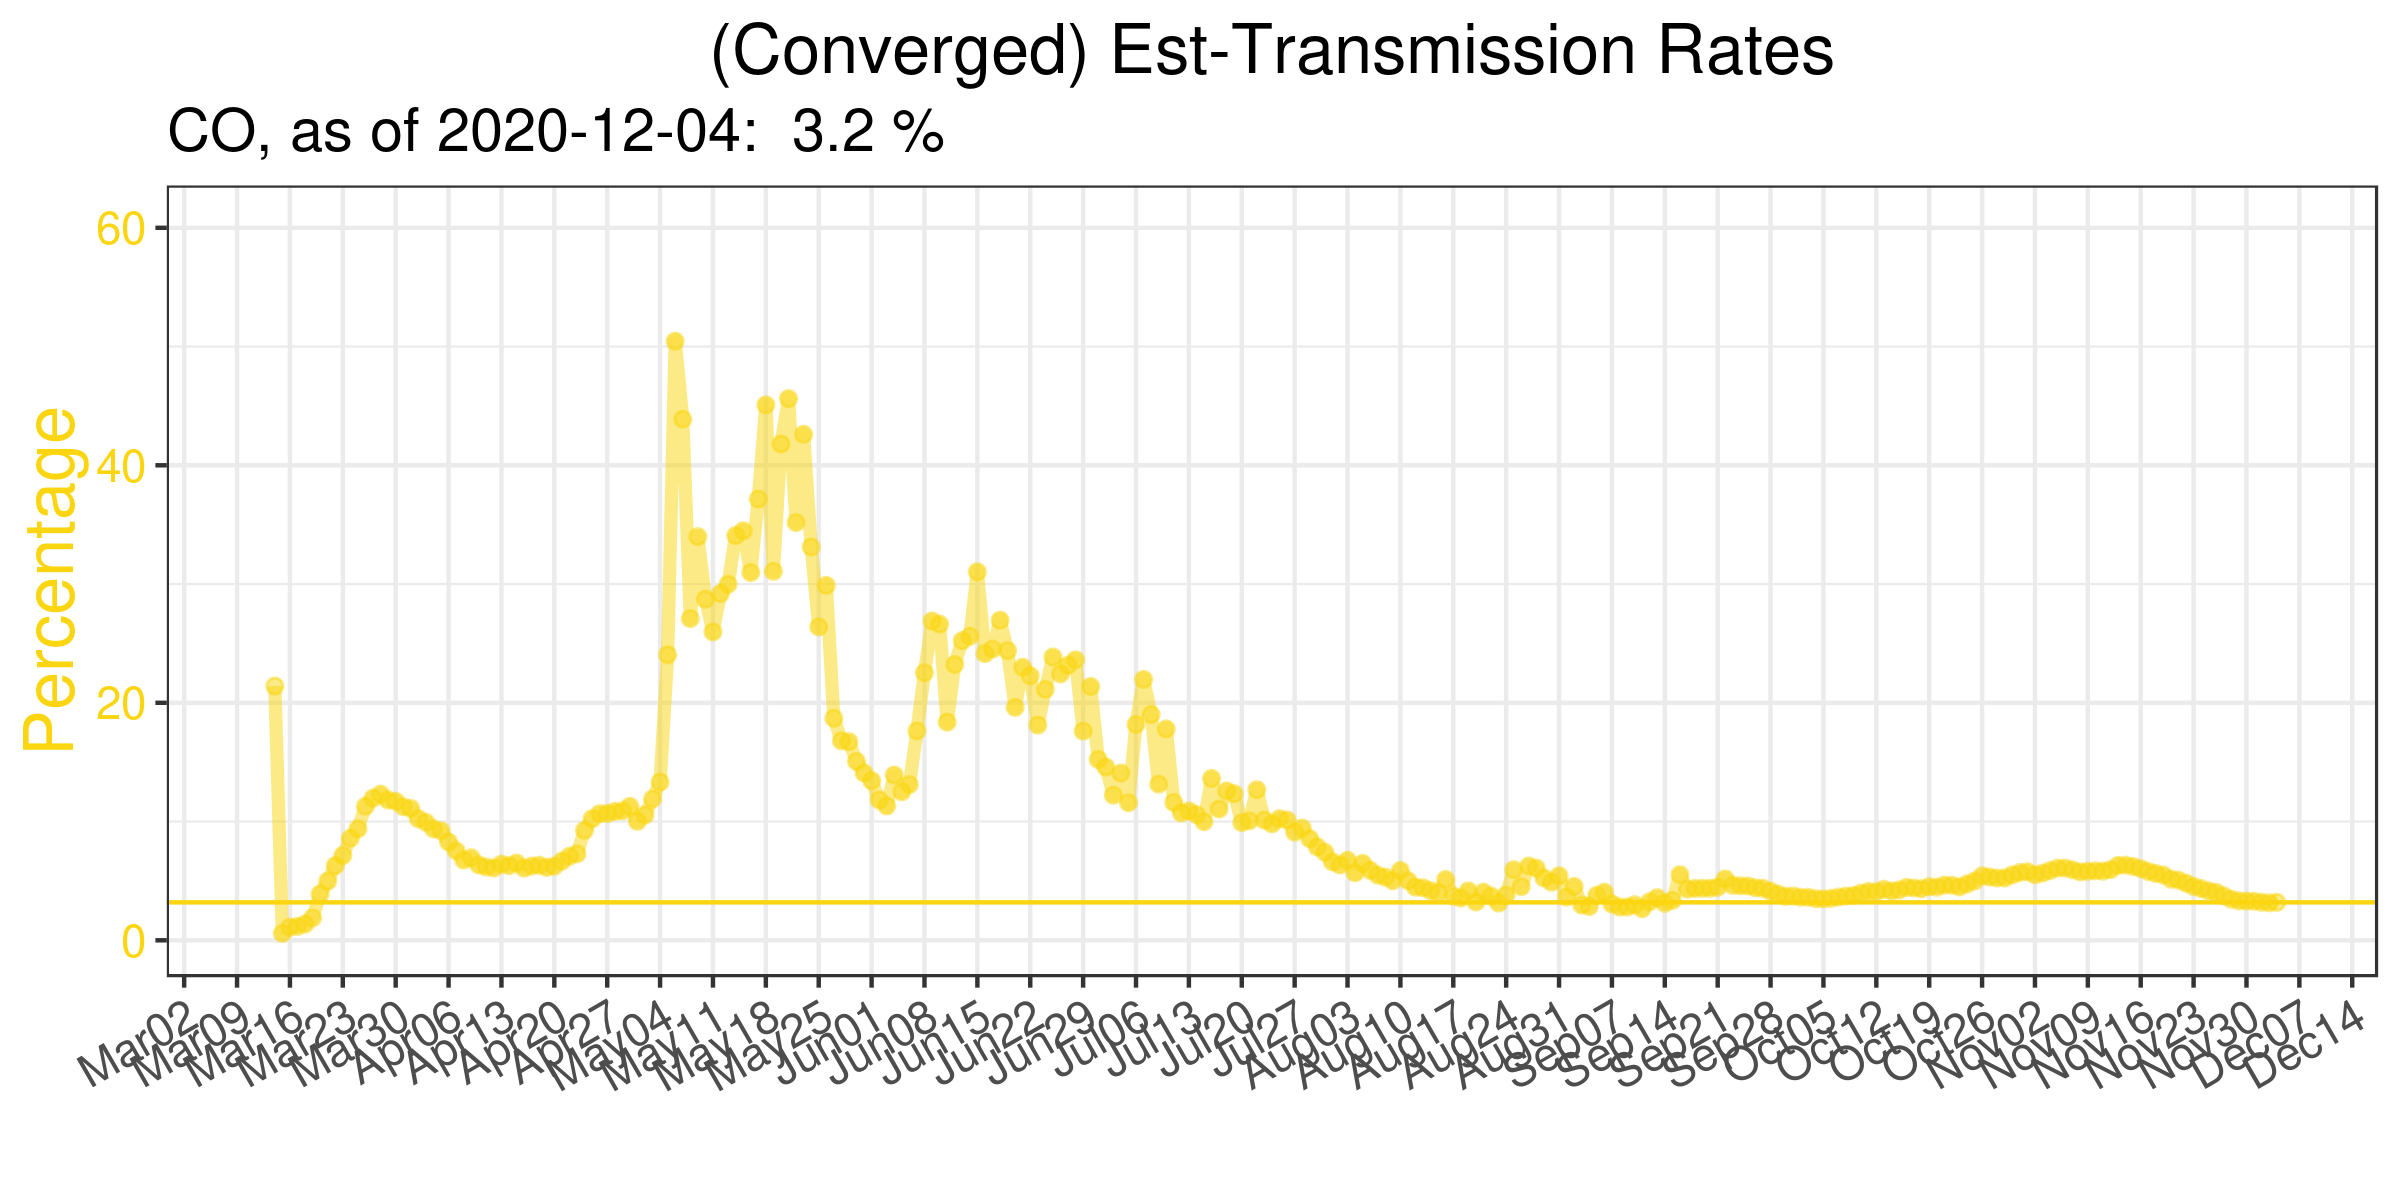 (Converged) Est-Transmission Rates
CO, as of 2020-12-04:  3.2 %
Percentage
60
40
20
0
Mar02
Mar09
Mar16
Mar23
Mar30
Apr06
Apr13
Apr20
Apr27
May04
May11
May18
May25
Jun01
Jun08
Jun15
Jun22
Jun29
Jul06
Jul13
Jul20
Jul27
Aug03
Aug10
Aug17
Aug24
Aug31
Sep07
Sep14
Sep21
Sep28
Oct05
Oct12
Oct19
Oct26
Nov02
Nov09
Nov16
Nov23
Nov30
Dec07
Dec14